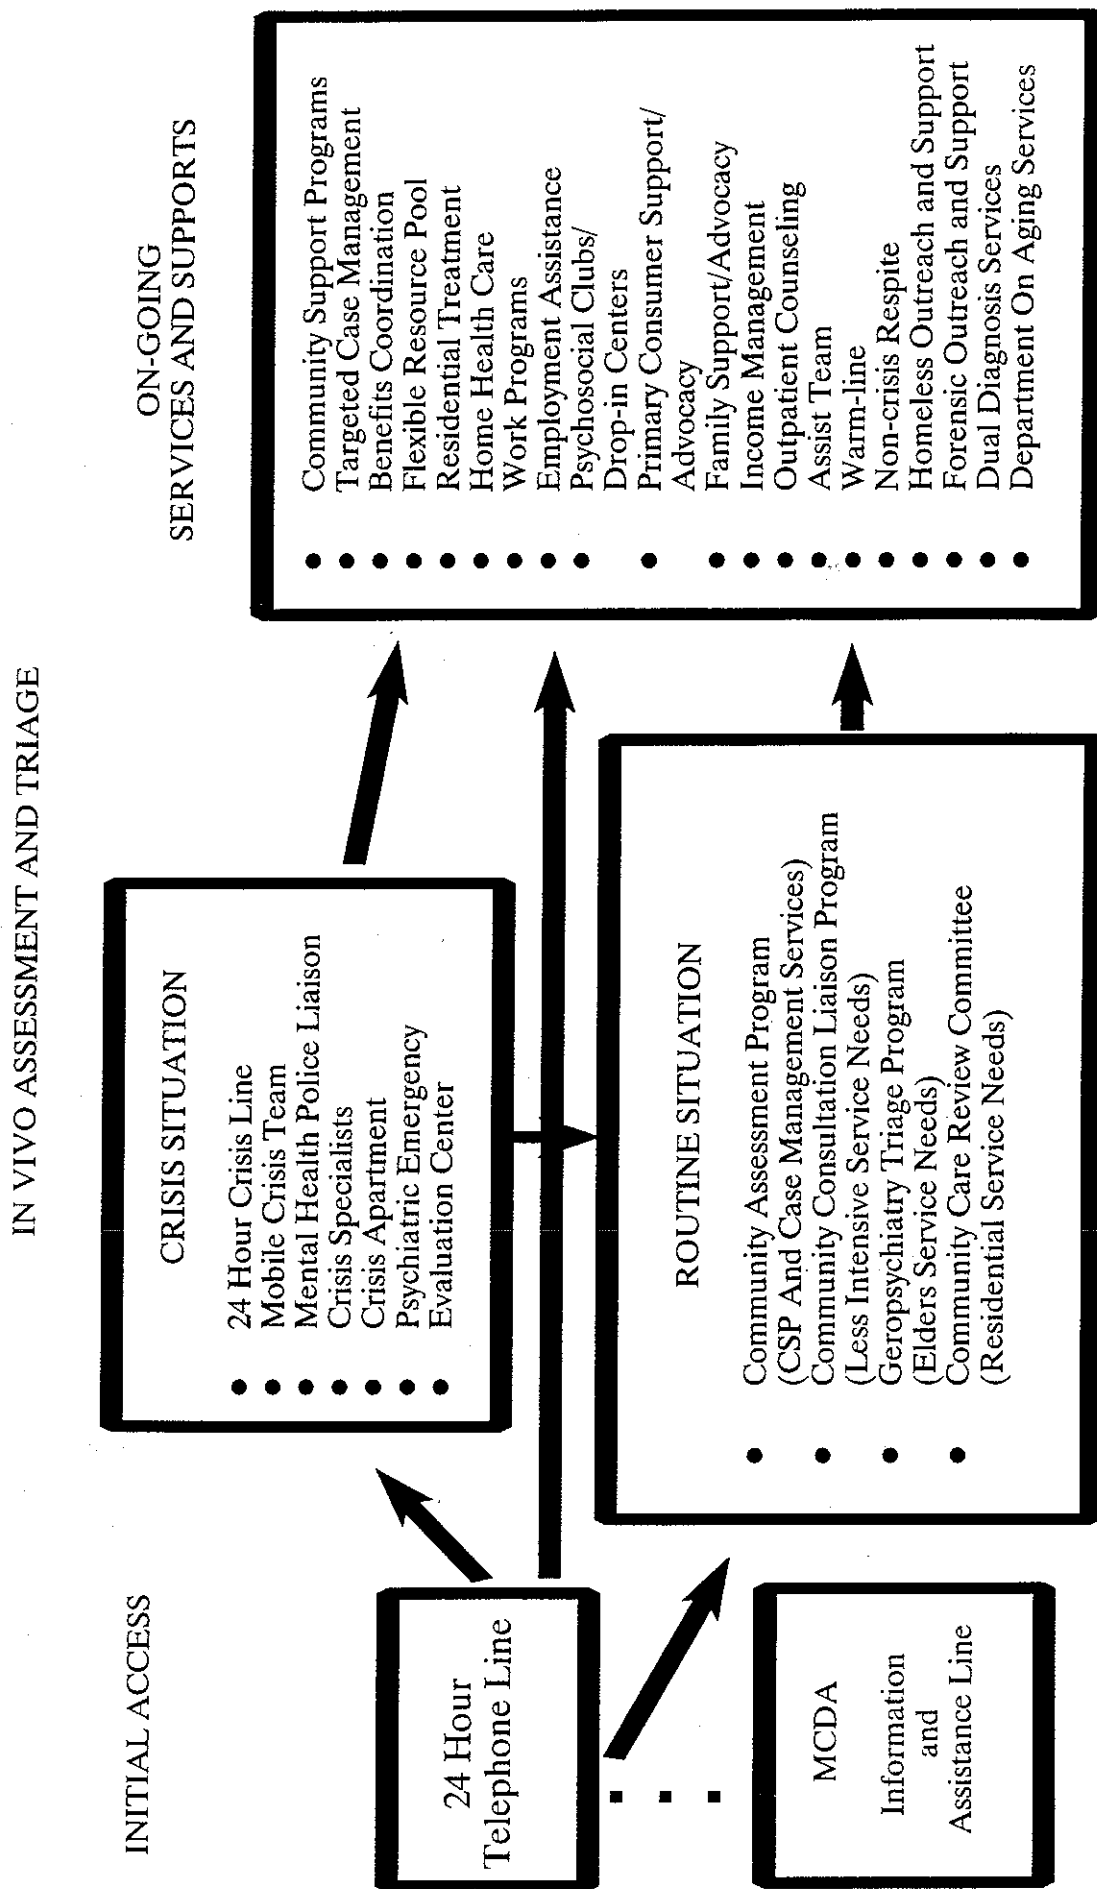 IN VIVO ASSESSMENT AND TRIAGE
INITIAL ACCESS
24 Hour
Telephone Line
MCDA
Information
and
Assistance Line
CRISIS SITUATION
24 Hour Crisis Line
Mobile Crisis Team
Mental Health Police Liaison
Crisis Specialists
Crisis Apartment
Psychiatric Emergency
Evaluation Center
ROUTINE SITUATION
Community Assessment Program
(CSP And Case Management Services)
Community Consultation Liaison Program
(Less Intensive Service Needs)
Geropsychiatry Triage Program
(Elders Service Needs)
Community Care Review Committee
(Residential Service Needs)
ON-GOING
SERVICES AND SUPPORTS
Community Support Programs
Targeted Case Management
Benefits Coordination
Flexible Resource Pool
Residential Treatment
Home Health Care
Work Programs
Employment Assistance
Psychosocial Clubs/
Drop-in Centers
Primary Consumer Support/
Advocacy
Family Support/Advocacy
Income Management
Outpatient Counseling
Assist Team
Warm-line
Non-crisis Respite
Homeless Outreach and Support
Forensic Outreach and Support
Dual Diagnosis Services
Department On Aging Services